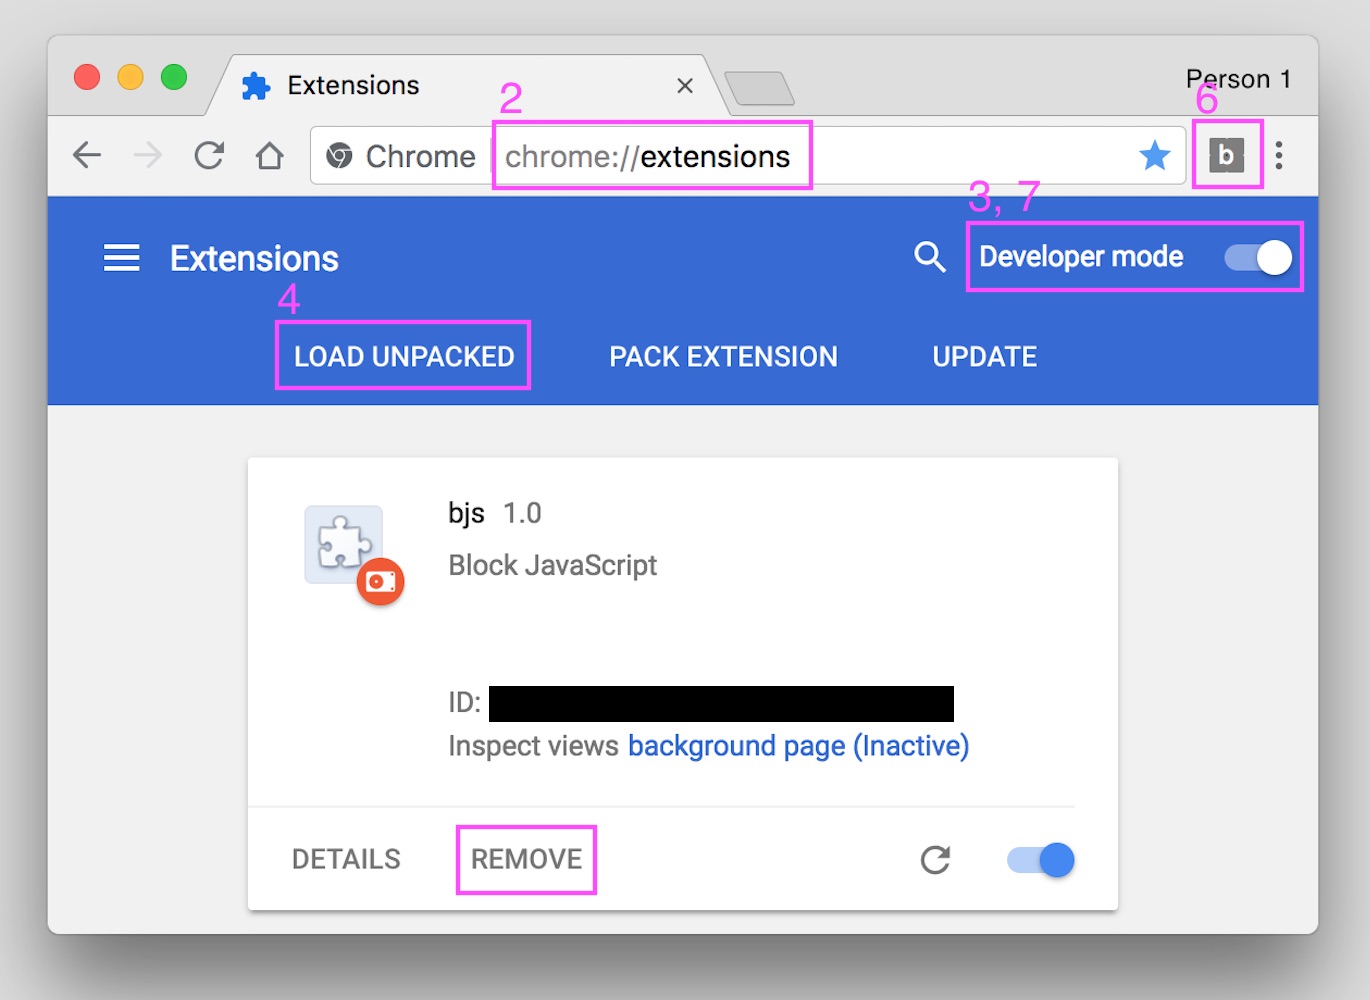 Extensions
Person 1
2
6
Chrome
chrome://extensions
b
3, 7
Extensions
Developer mode
4
LOAD UNPACKED
PACK EXTENSION
UPDATE
bjs 1.0
Block JavaScript
ID:
Inspect views background page (Inactive)
DETAILS
REMOVE